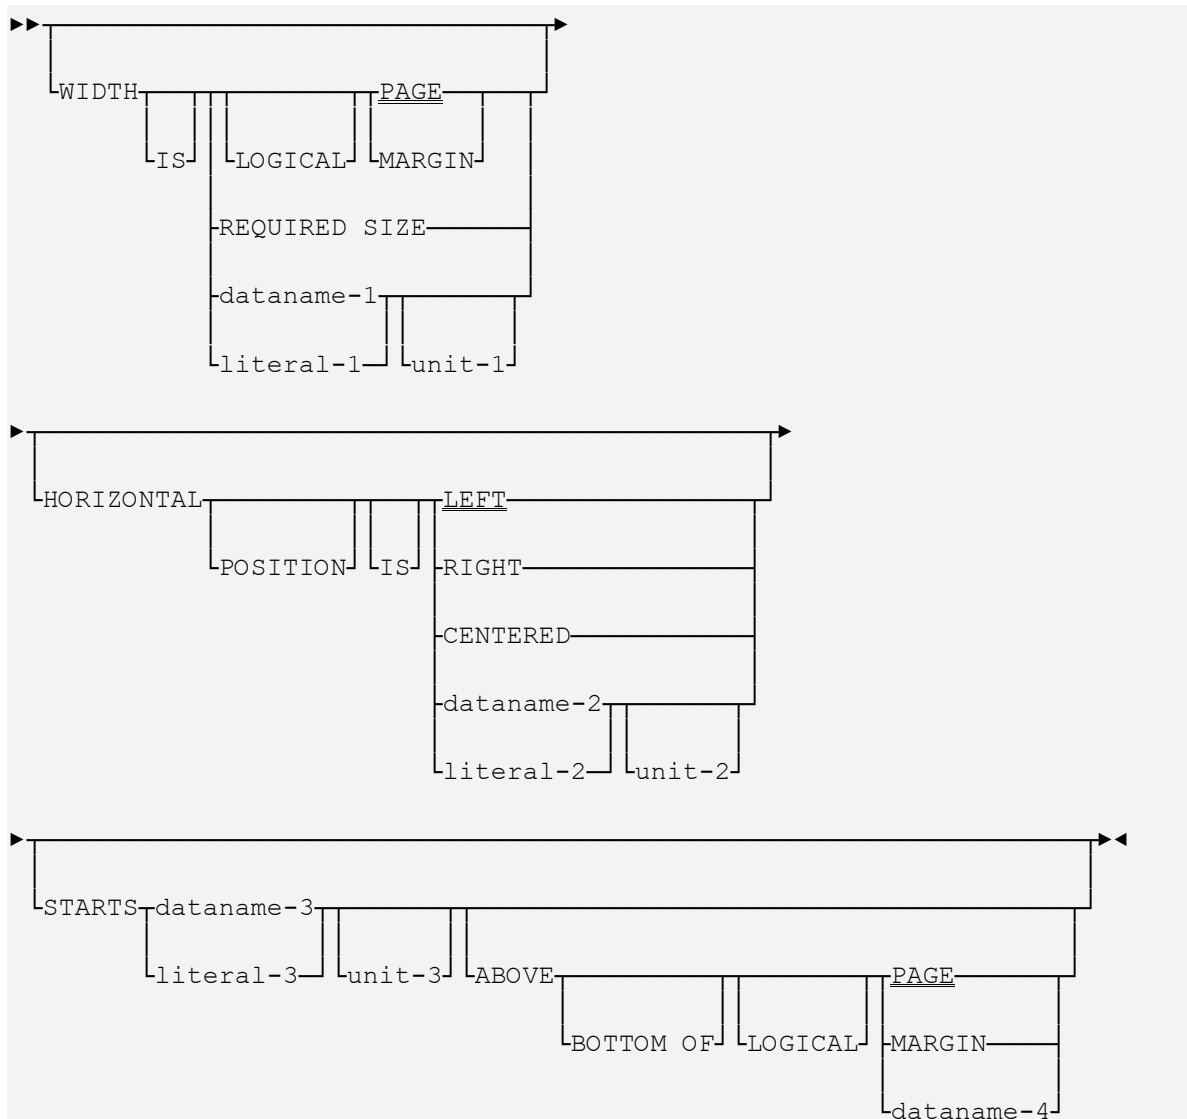 WIDTH PAGE
IS LOGICAL MARGIN
REQUIRED SIZE
dataname-1
literal-1 unit-1
HORIZONTAL LEFT
POSITION IS RIGHT
CENTERED
dataname-2
literal-2 unit-2
STARTS dataname-3
literal-3 unit-3 ABOVE PAGE
BOTTOM OF LOGICAL MARGIN
dataname-4